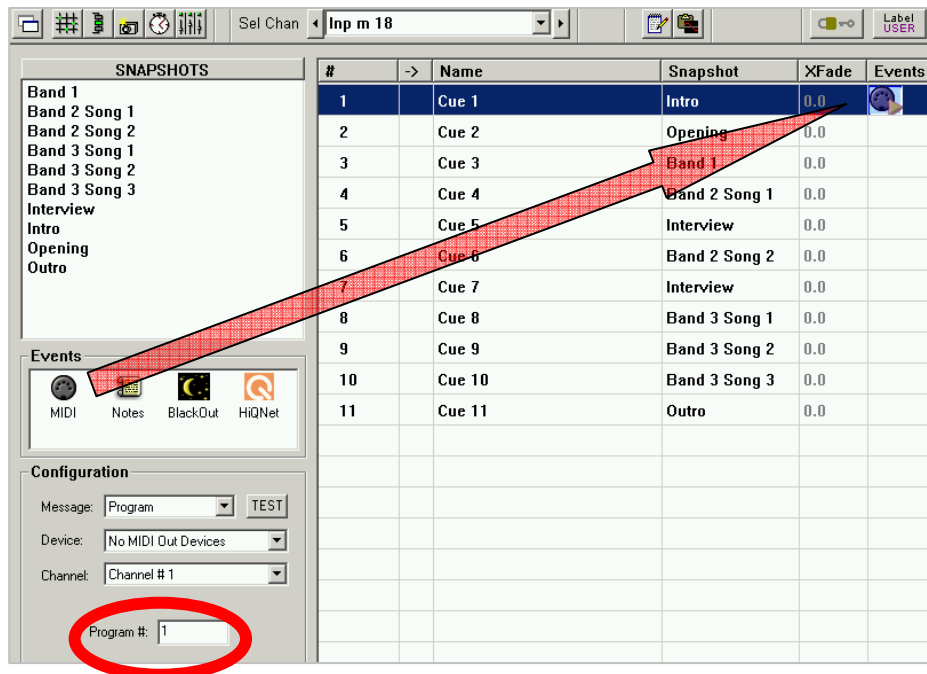 Sel Chan Inp m 18 Label USER
SNAPSHOTS
Band 1
Band 2 Song 1
Band 2 Song 2
Band 3 Song 1
Band 3 Song 2
Band 3 Song 3
Interview
Intro
Opening
Outro
Events
MIDI Notes BlackOut HiQNet
Configuration
Message: Program TEST
Device: No MIDI Out Devices
Channel: Channel # 1
Program #: 1
# -> Name Snapshot XFade Events
1 Cue 1 Intro 0.0
2 Cue 2 Opening 0.0
3 Cue 3 Band 1 0.0
4 Cue 4 Band 2 Song 1 0.0
5 Cue 5 Interview 0.0
6 Cue 6 Band 2 Song 2 0.0
7 Cue 7 Interview 0.0
8 Cue 8 Band 3 Song 1 0.0
9 Cue 9 Band 3 Song 2 0.0
10 Cue 10 Band 3 Song 3 0.0
11 Cue 11 Outro 0.0